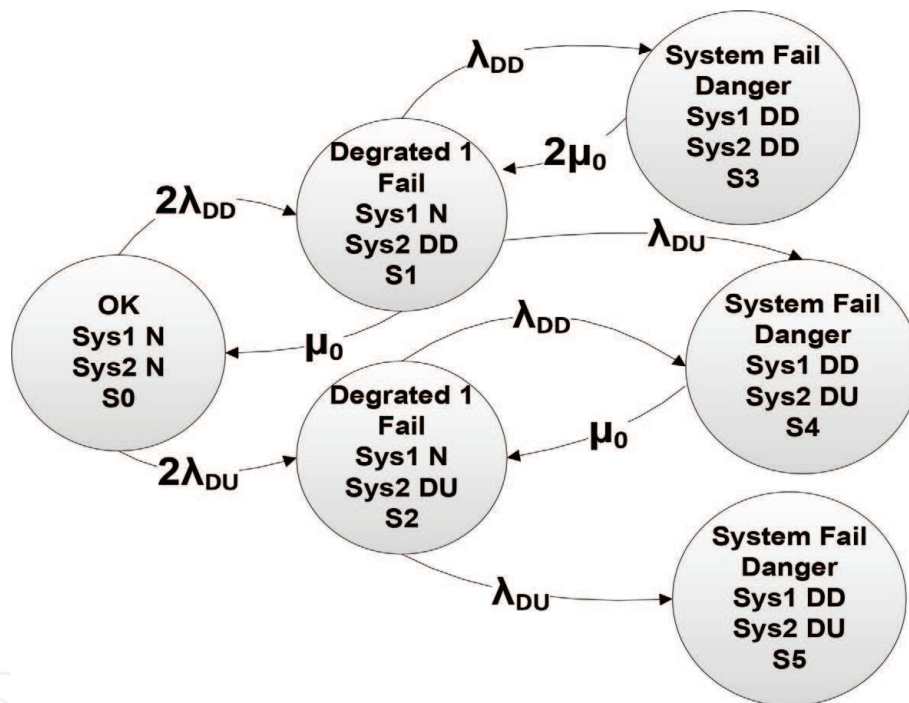 λDD
System Fail
Danger
Sys1 DD
Sys2 DD
S3
2μ0
Degrated 1
Fail
Sys1 N
Sys2 DD
S1
2λDD
λDU
OK
Sys1 N
Sys2 N
S0
μ0
λDD
System Fail
Danger
Sys1 DD
Sys2 DU
S4
Degrated 1
Fail
Sys1 N
Sys2 DU
S2
μ0
2λDU
λDU
System Fail
Danger
Sys1 DD
Sys2 DU
S5